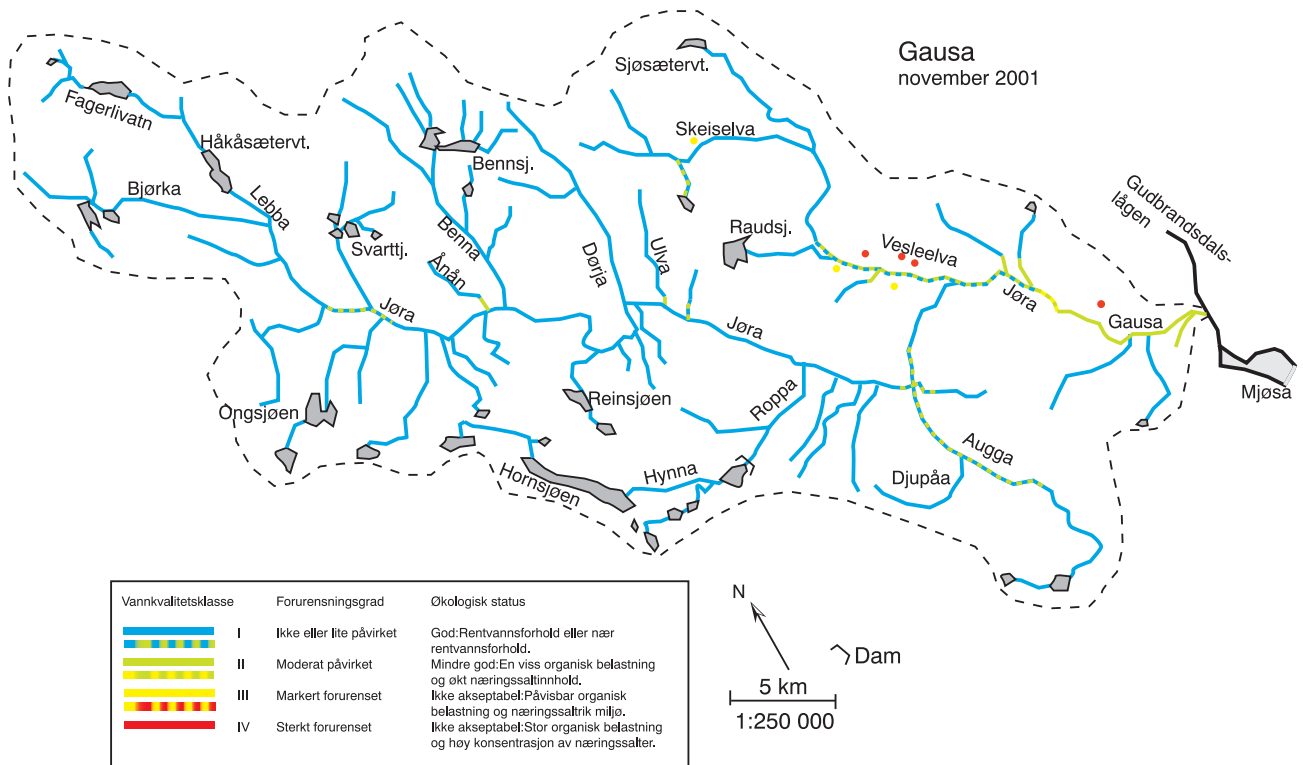 Gausa
november 2001
Sjøsætervt.
Fagerlivatn
Skeiselva
Håkåsætervt.
Bennsj.
Bjørka
Lebba
Gudbrandsdals-
lågen
Svarttj.
Benna
Raudsj.
Vesleelva
Ånån
Dørja
Ulva
Jøra
Jøra
Jøra
Gausa
Mjøsa
Ongsjøen
Reinsjøen
Roppa
Augga
Hornsjøen
Hynna
Djupåa
Vannkvalitetsklasse Forurensningsgrad Økologisk status
I Ikke eller lite påvirket God:Rentvannsforhold eller nær
rentvannsforhold.
II Moderat påvirket Mindre god:En viss organisk belastning
og økt næringssaltinnhold.
III Markert forurenset Ikke akseptabel:Påvisbar organisk
belastning og næringssaltrik miljø.
IV Sterkt forurenset Ikke akseptabel:Stor organisk belastning
og høy konsentrasjon av næringssalter.
N
Dam
5 km
1:250 000